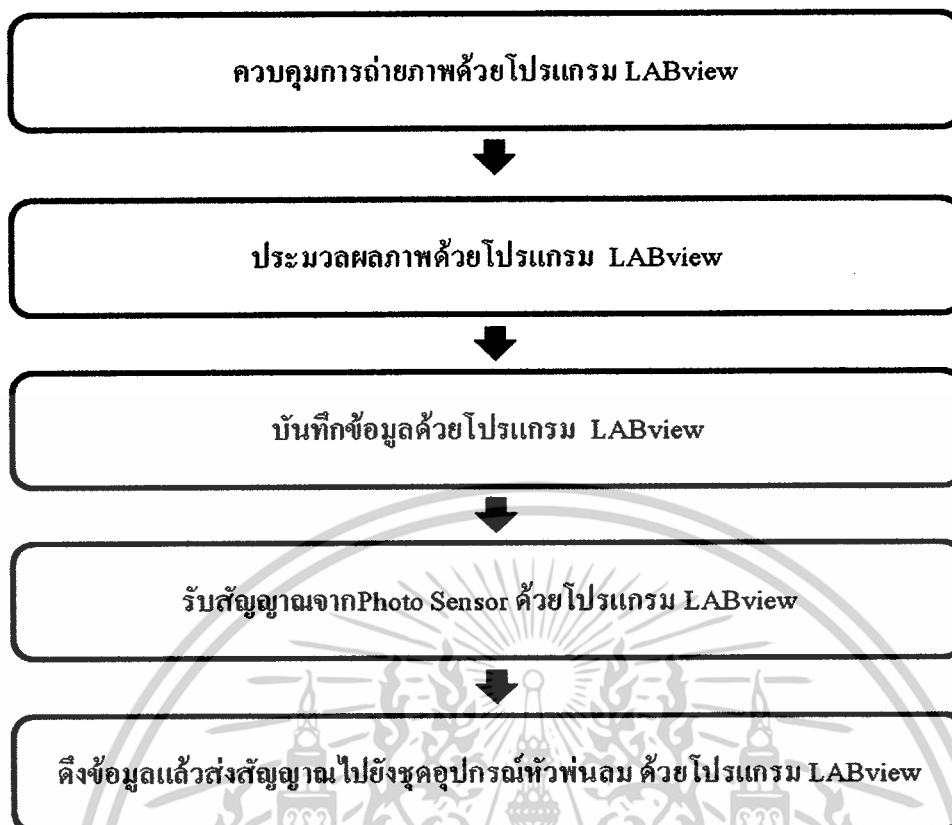 ควบคุมการถ่ายภาพด้วยโปรแกรม LABview
ประมวลผลภาพด้วยโปรแกรม LABview
บันทึกข้อมูลด้วยโปรแกรม LABview
รับสัญญาณจากPhoto Sensor ด้วยโปรแกรม LABview
ดึงข้อมูลแล้วส่งสัญญาณไปยังชุดอุปกรณ์หัวพ่นลม ด้วยโปรแกรม LABview